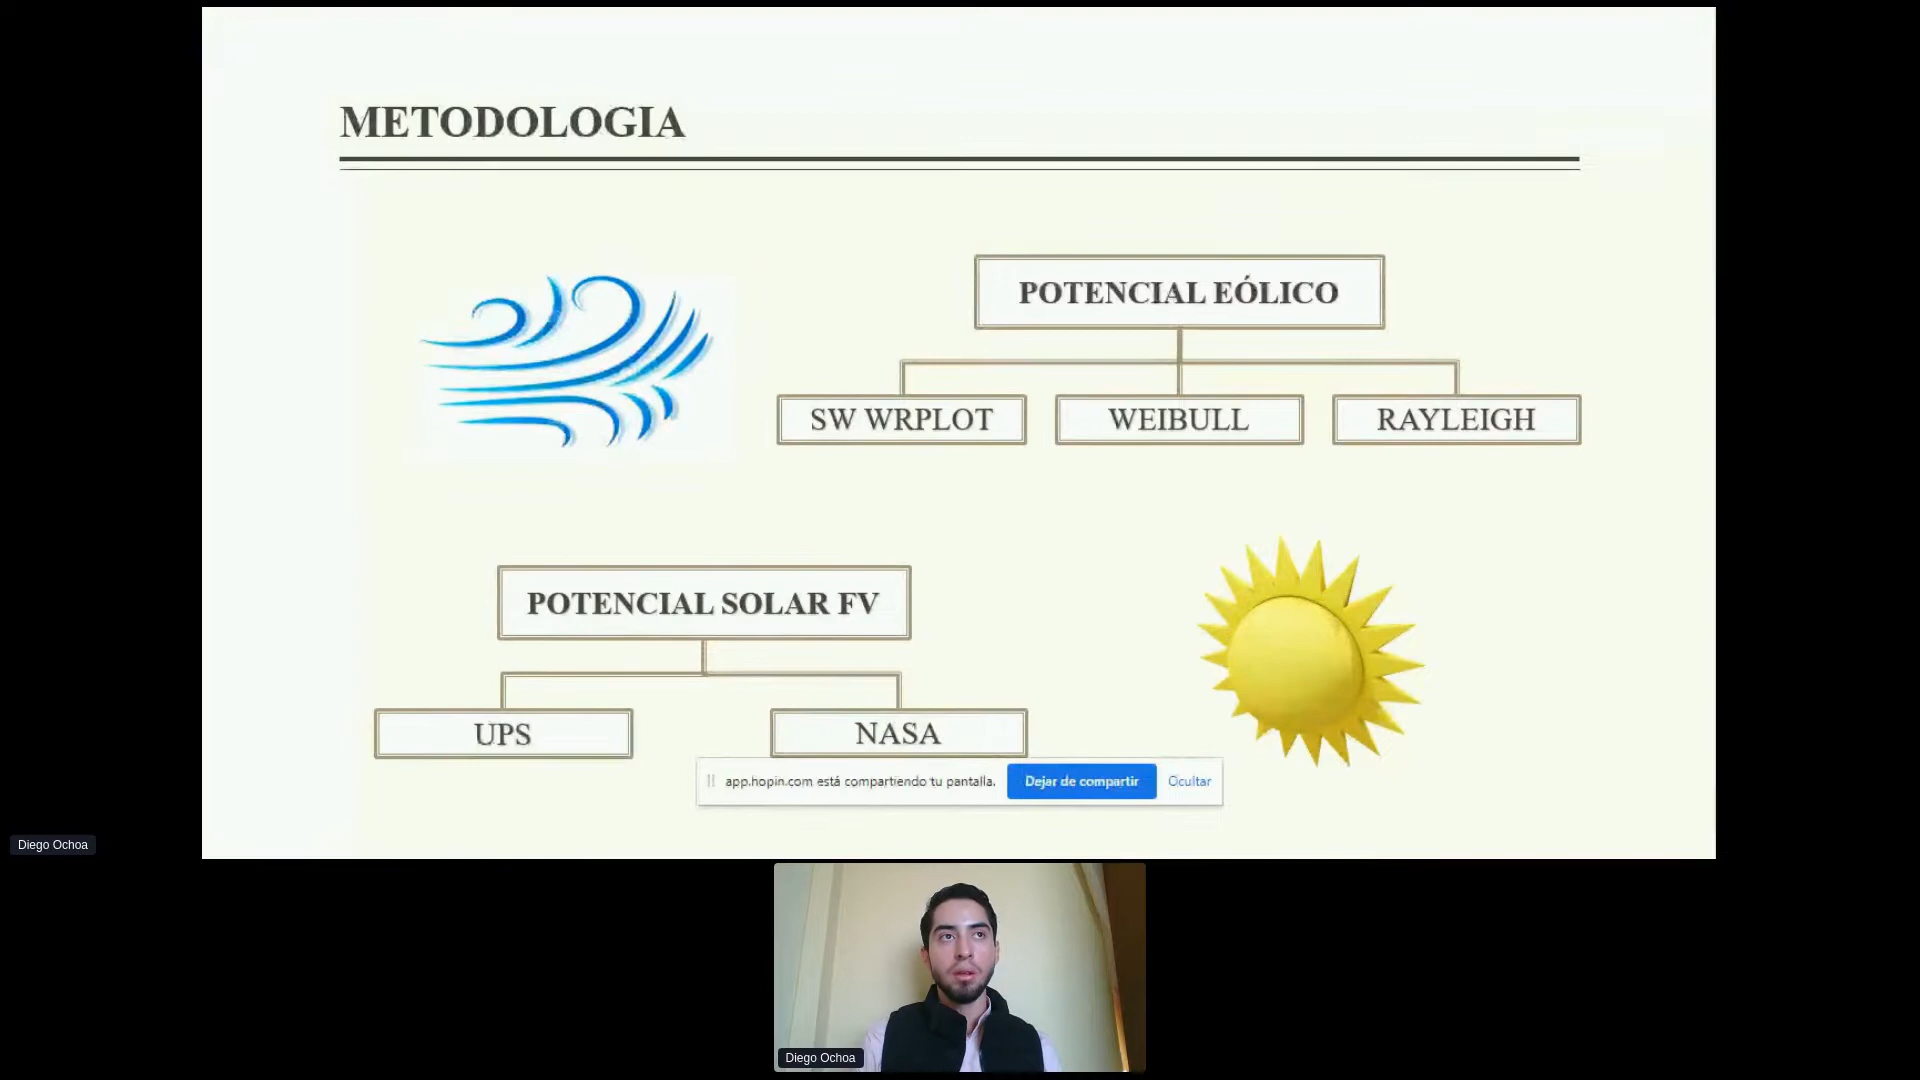 METODOLOGIA
POTENCIAL EÓLICO
SW WRPLOT
WEIBULL
RAYLEIGH
POTENCIAL SOLAR FV
UPS
NASA
app.hopin.com está compartiendo tu pantalla.
Dejar de compartir
Ocultar
Diego Ochoa
Diego Ochoa